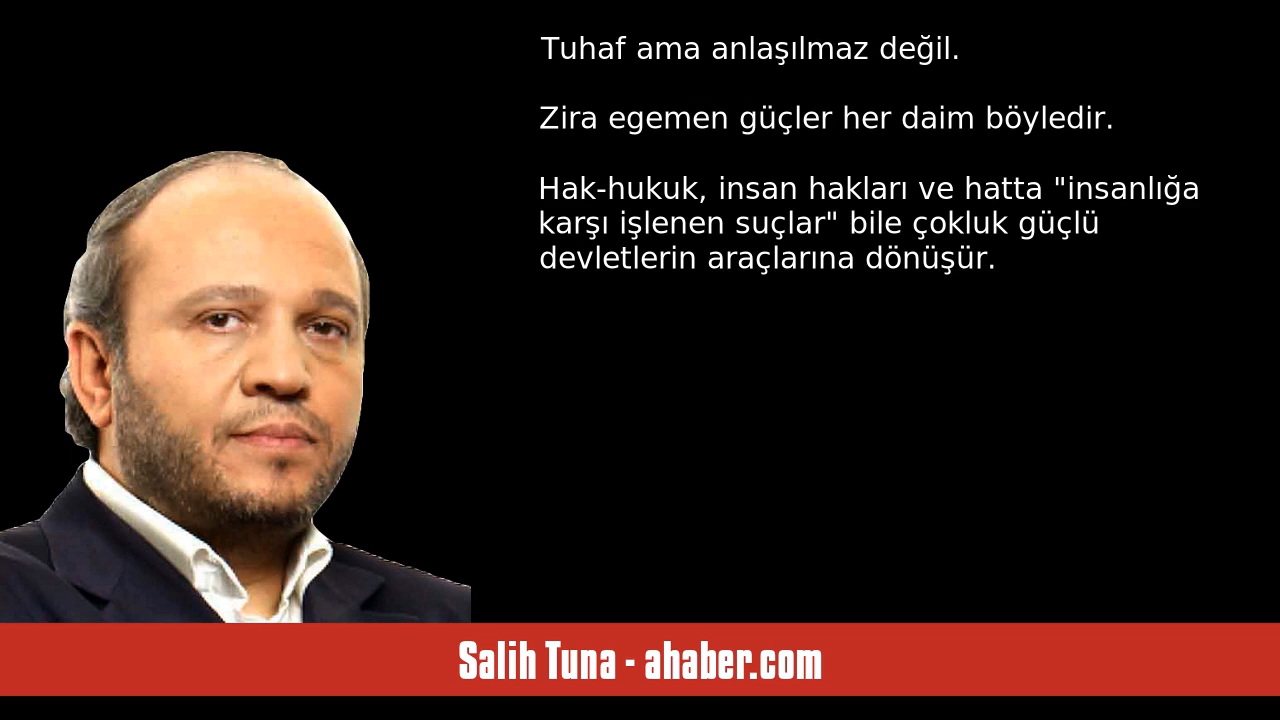 Tuhaf ama anlaşılmaz değil.
Zira egemen güçler her daim böyledir.
Hak-hukuk, insan hakları ve hatta "insanlığa
karşı işlenen suçlar" bile çokluk güçlü
devletlerin araçlarına dönüşür.
Salih Tuna - ahaber.com